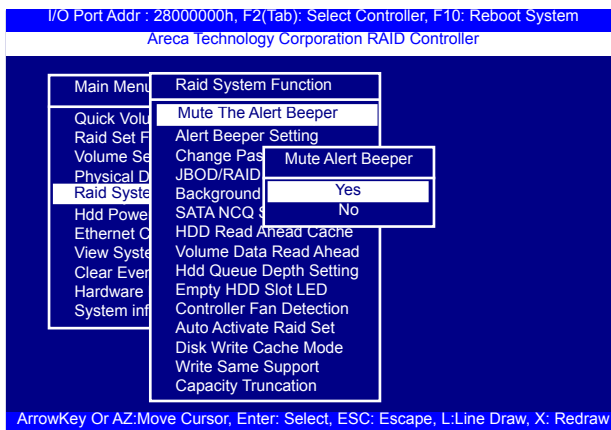 I/O Port Addr : 28000000h, F2(Tab): Select Controller, F10: Reboot System
Areca Technology Corporation RAID Controller
Main Menu
Quick Volu
Raid Set F
Volume Se
Physical D
Raid Syste
Hdd Powe
Ethernet C
View Syste
Clear Even
Hardware
System inf
Raid System Function
Mute The Alert Beeper
Alert Beeper Setting
Change Pas
JBOD/RAID
Background
SATA NCQ S
HDD Read Ahead Cache
Volume Data Read Ahead
Hdd Queue Depth Setting
Empty HDD Slot LED
Controller Fan Detection
Auto Activate Raid Set
Disk Write Cache Mode
Write Same Support
Capacity Truncation
Mute Alert Beeper
Yes
No
ArrowKey Or AZ:Move Cursor, Enter: Select, ESC: Escape, L:Line Draw, X: Redraw